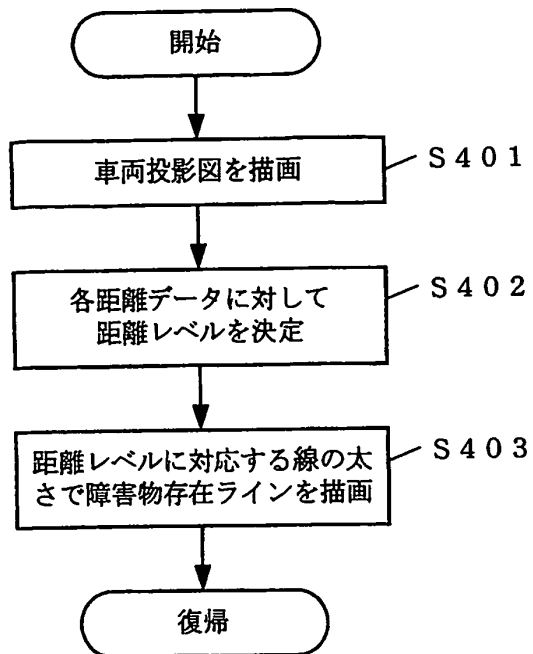 開始
車両投影図を描画
S401
各距離データに対して
距離レベルを決定
S402
距離レベルに対応する線の太
さで障害物存在ラインを描画
S403
復帰